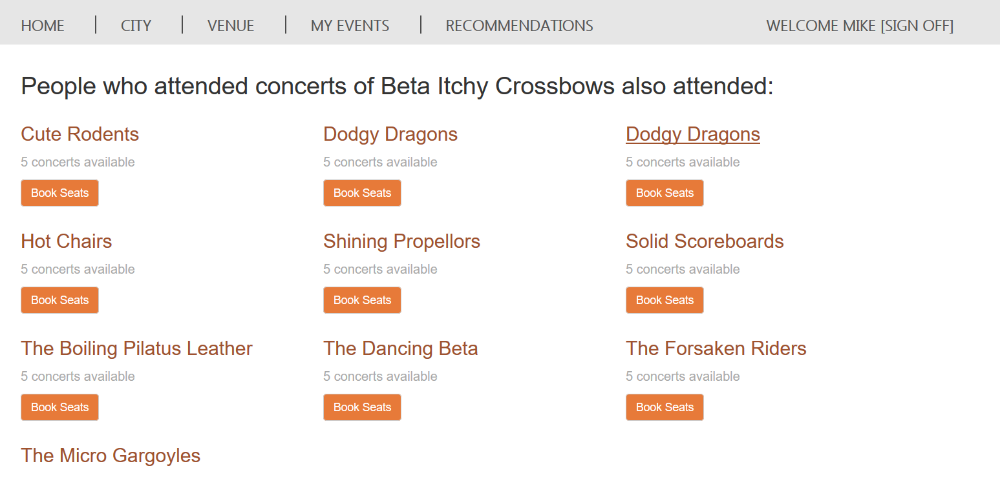 HOME | CITY | VENUE | MY EVENTS | RECOMMENDATIONS WELCOME MIKE [SIGN OFF]
People who attended concerts of Beta Itchy Crossbows also attended:
Cute Rodents Dodgy Dragons Dodgy Dragons
5 concerts available 5 concerts available 5 concerts available
Book Seats Book Seats Book Seats
Hot Chairs Shining Propellors Solid Scoreboards
5 concerts available 5 concerts available 5 concerts available
Book Seats Book Seats Book Seats
The Boiling Pilatus Leather The Dancing Beta The Forsaken Riders
5 concerts available 5 concerts available 5 concerts available
Book Seats Book Seats Book Seats
The Micro Gargoyles